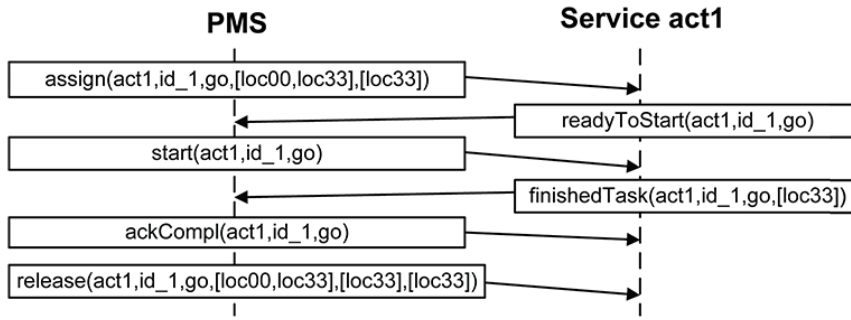 PMS
Service act1
assign(act1,id_1,go,[loc00,loc33],[loc33])
readyToStart(act1,id_1,go)
start(act1,id_1,go)
finishedTask(act1,id_1,go,[loc33])
ackCompl(act1,id_1,go)
release(act1,id_1,go,[loc00,loc33],[loc33],[loc33])